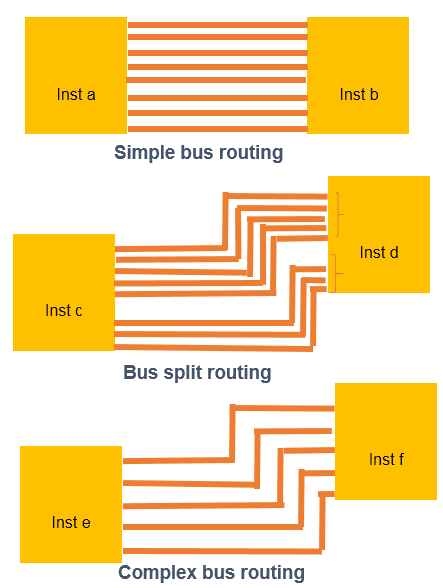 Inst a
Inst b
Simple bus routing
Inst d
Inst c
Bus split routing
Inst f
Inst e
Complex bus routing